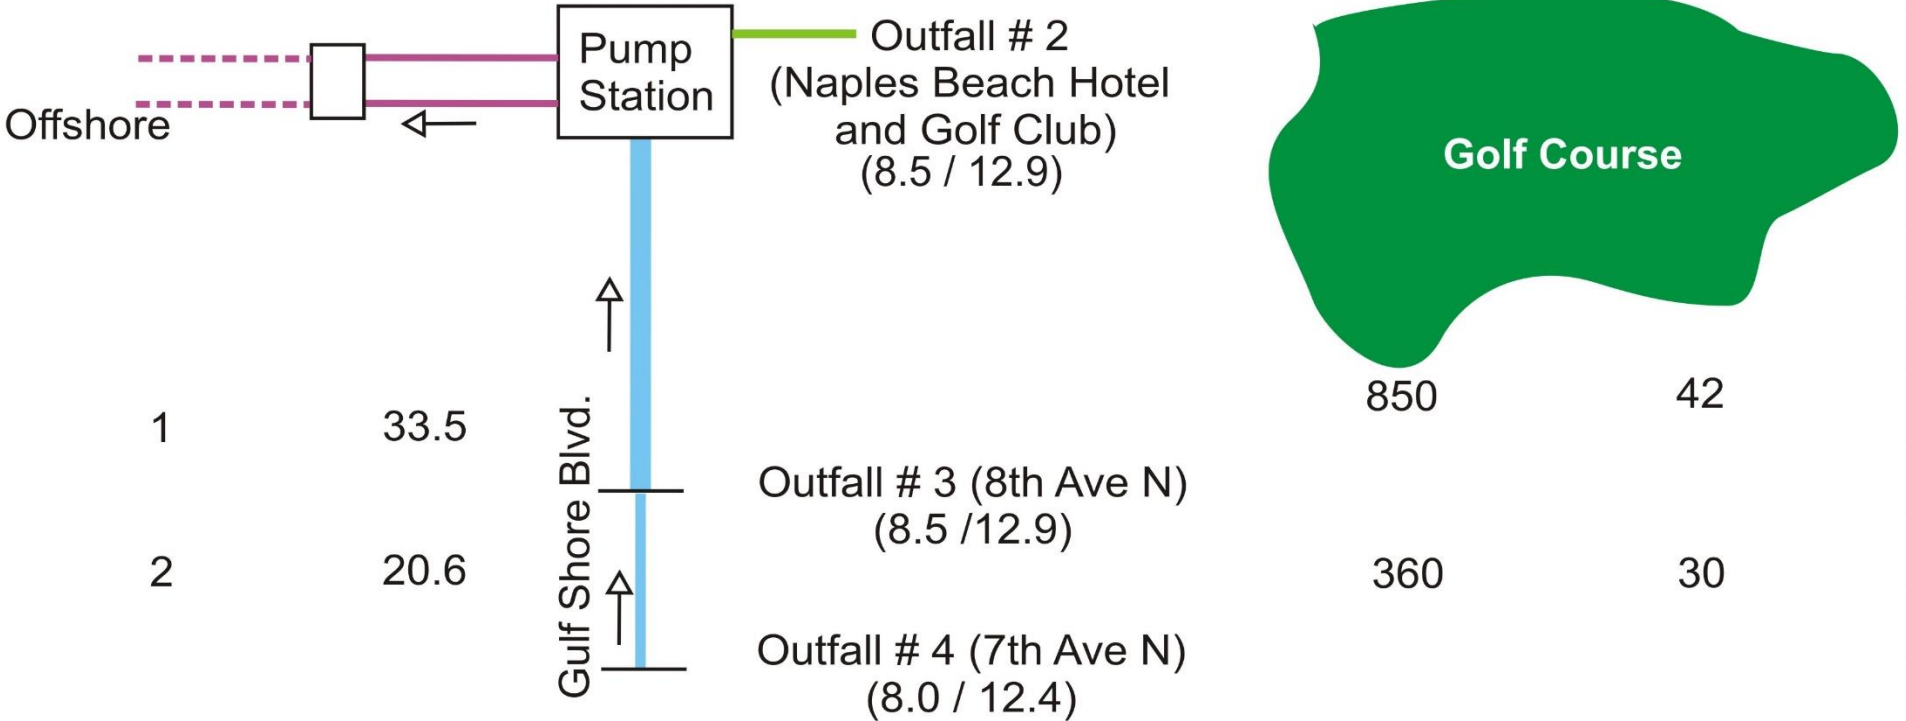 Pump
Station
Outfall # 2
(Naples Beach Hotel
and Golf Club)
(8.5 / 12.9)
Offshore
Golf Course
850
42
1
33.5
Gulf Shore Blvd.
Outfall # 3 (8th Ave N)
(8.5 /12.9)
2
20.6
360
30
Outfall # 4 (7th Ave N)
(8.0 / 12.4)